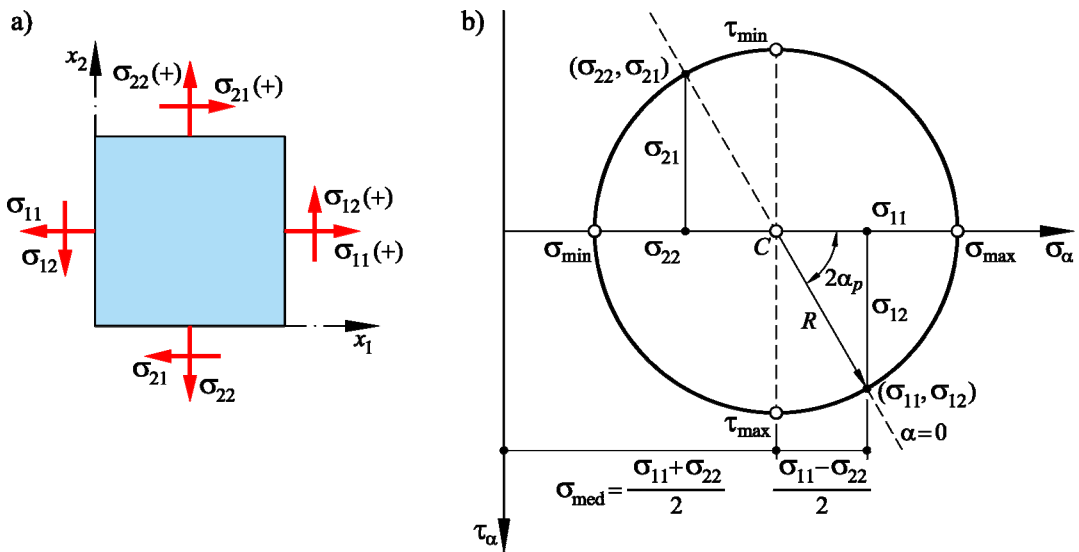 a)
x₂
σ₂₂(+)
σ₂₁(+)
σ₁₁
σ₁₂
σ₁₂(+)
σ₁₁(+)
x₁
σ₂₁
σ₂₂
b)
τmin
(σ₂₂, σ₂₁)
σ₂₁
σ₁₁
σmin
σ₂₂
C
σmax
σα
2αp
R
σ₁₂
(σ₁₁, σ₁₂)
τmax
α=0
σmed = (σ₁₁+σ₂₂)/2
(σ₁₁−σ₂₂)/2
τα